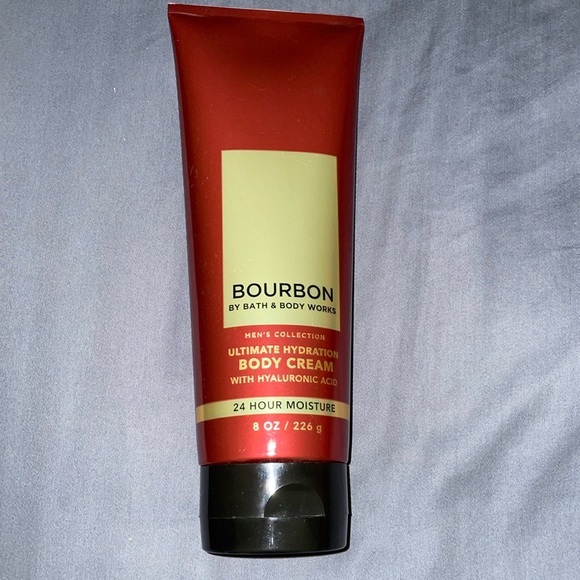 BOURBON
BY BATH & BODY WORKS
MEN'S COLLECTION
ULTIMATE HYDRATION
BODY CREAM
WITH HYALURONIC ACID
24 HOUR MOISTURE
8 OZ / 226 g